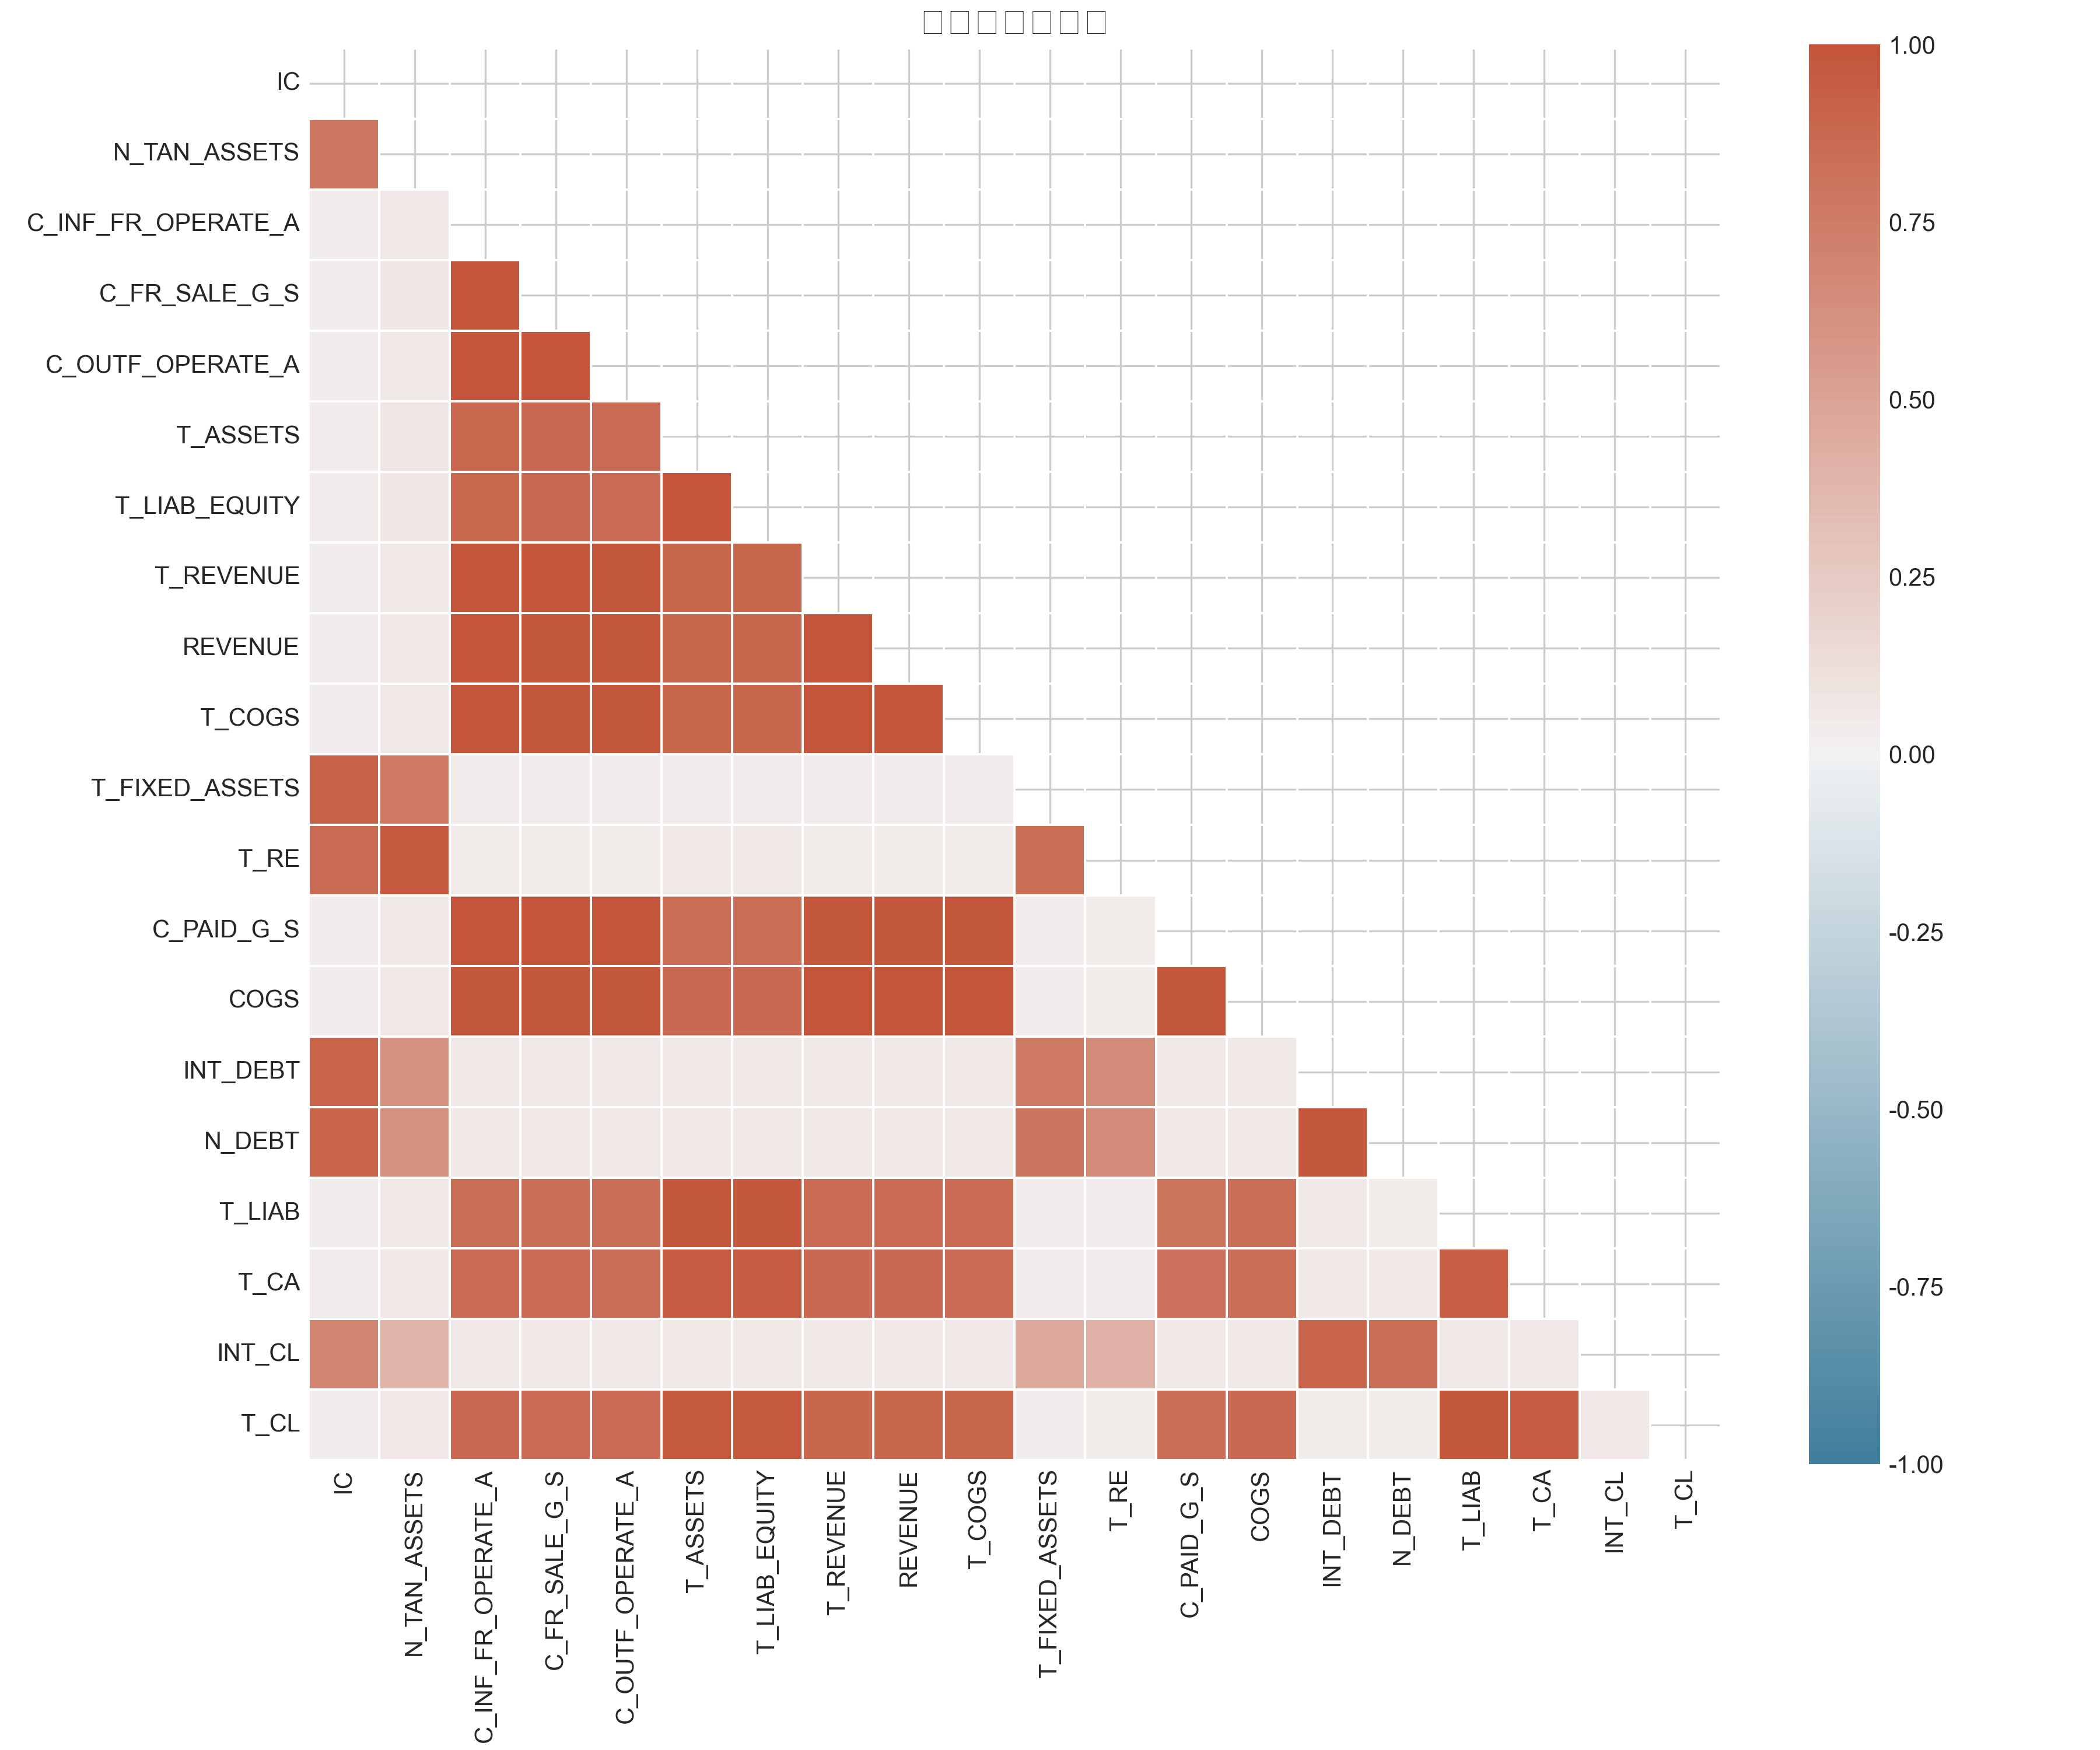 IC
N_TAN_ASSETS
C_INF_FR_OPERATE_A
C_FR_SALE_G_S
C_OUTF_OPERATE_A
T_ASSETS
T_LIAB_EQUITY
T_REVENUE
REVENUE
T_COGS
T_FIXED_ASSETS
T_RE
C_PAID_G_S
COGS
INT_DEBT
N_DEBT
T_LIAB
T_CA
INT_CL
T_CL
IC
N_TAN_ASSETS
C_INF_FR_OPERATE_A
C_FR_SALE_G_S
C_OUTF_OPERATE_A
T_ASSETS
T_LIAB_EQUITY
T_REVENUE
REVENUE
T_COGS
T_FIXED_ASSETS
T_RE
C_PAID_G_S
COGS
INT_DEBT
N_DEBT
T_LIAB
T_CA
INT_CL
T_CL
1.00
0.75
0.50
0.25
0.00
-0.25
-0.50
-0.75
-1.00